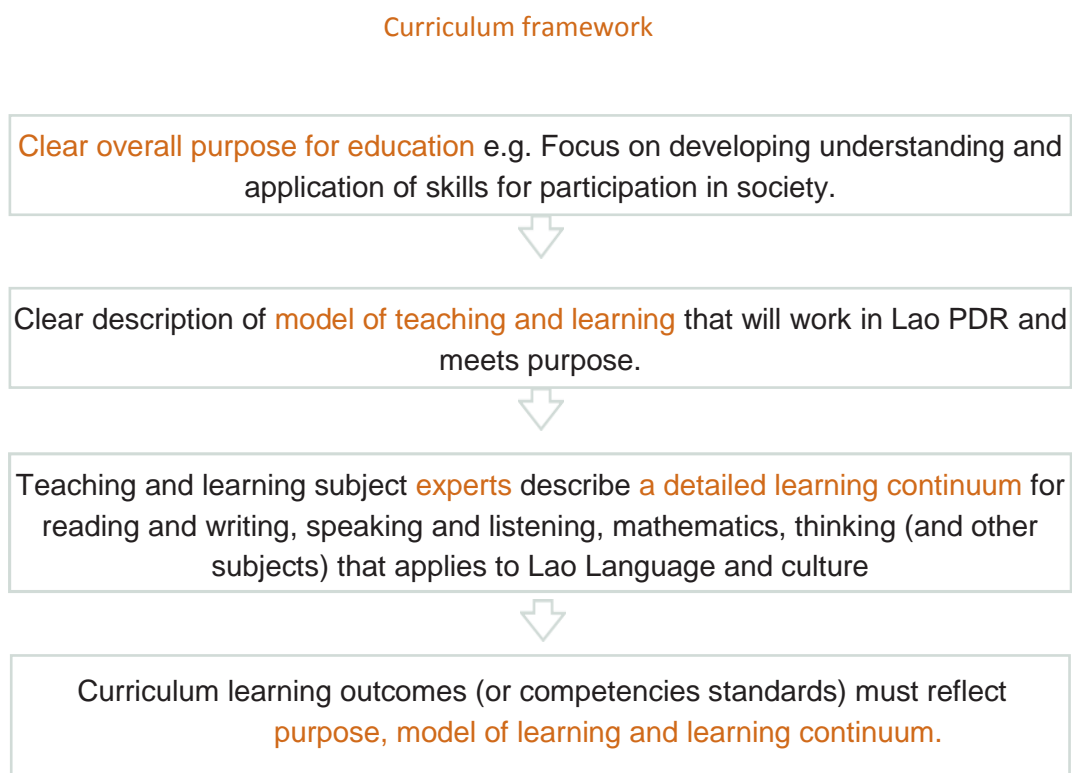 Curriculum framework
Clear overall purpose for education e.g. Focus on developing understanding and
application of skills for participation in society.
Clear description of model of teaching and learning that will work in Lao PDR and
meets purpose.
Teaching and learning subject experts describe a detailed learning continuum for
reading and writing, speaking and listening, mathematics, thinking (and other
subjects) that applies to Lao Language and culture
Curriculum learning outcomes (or competencies standards) must reflect
purpose, model of learning and learning continuum.